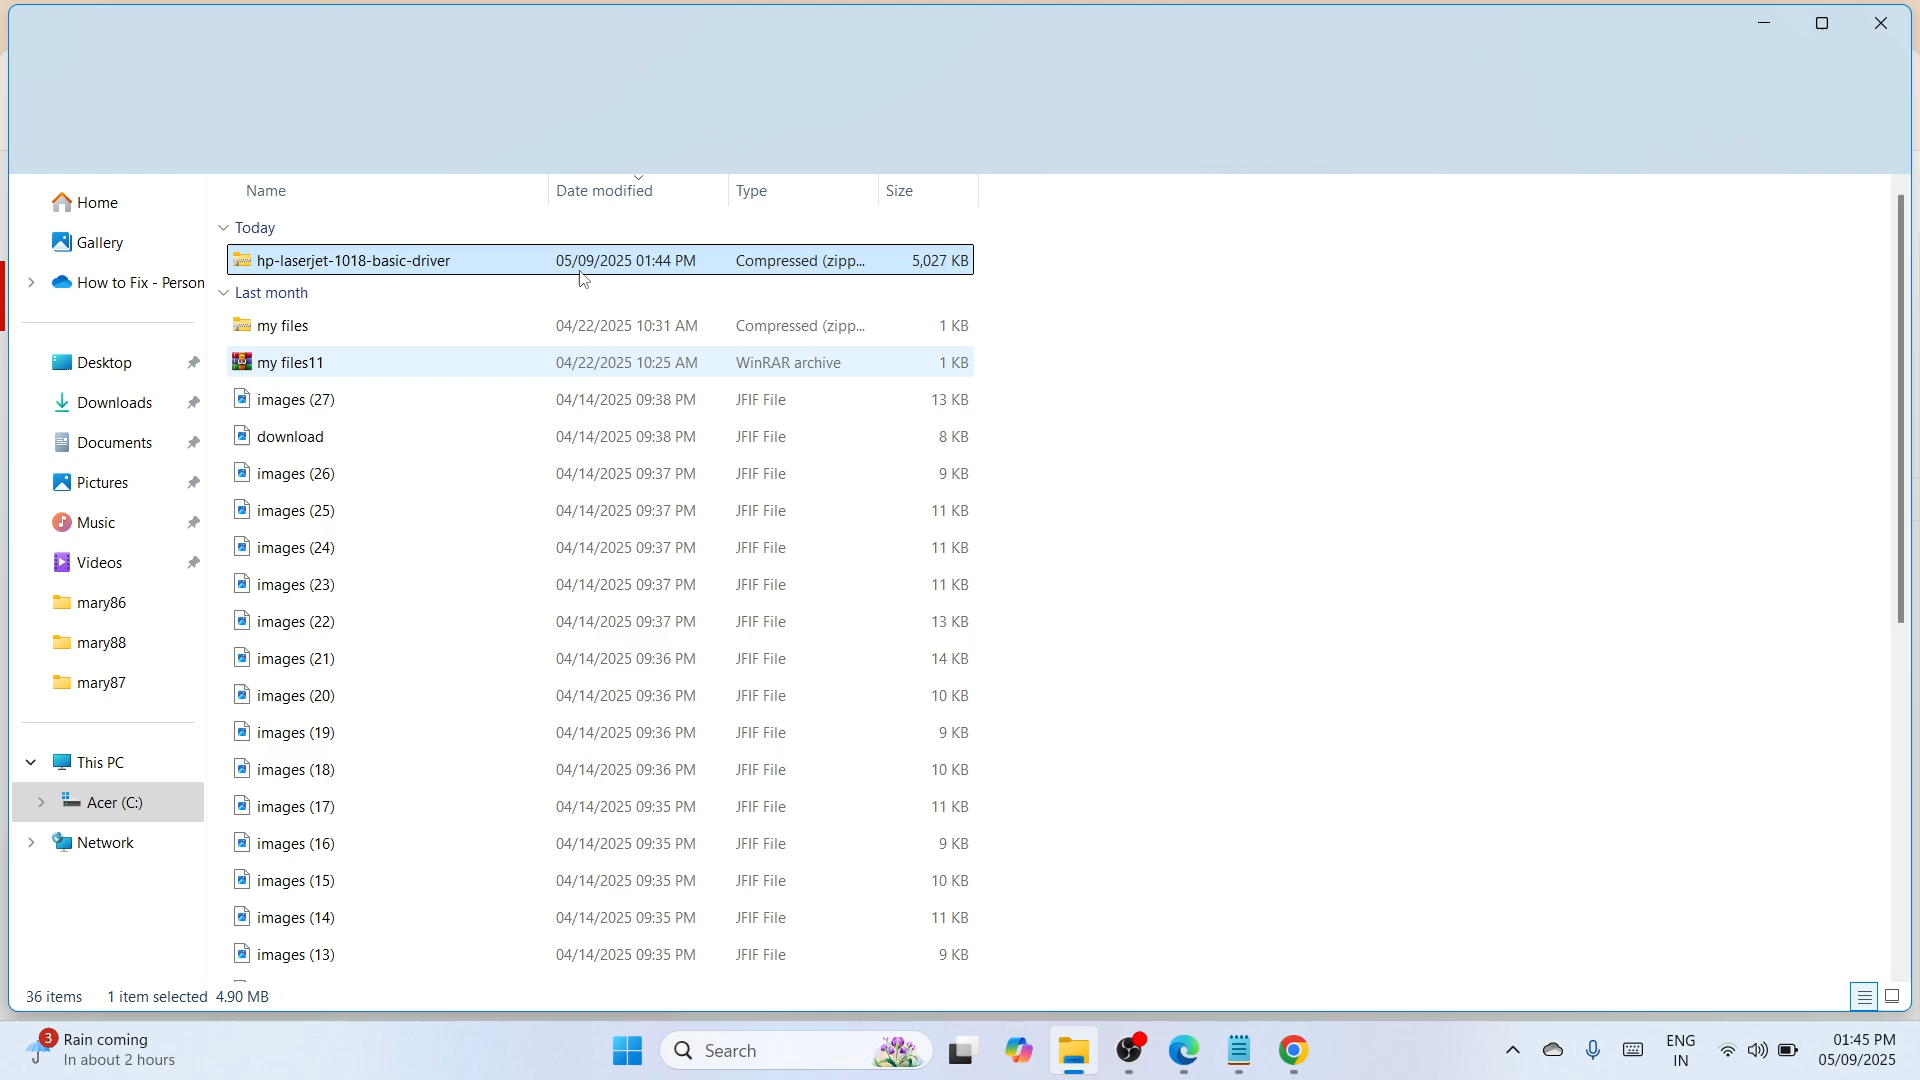 Name Date modified Type Size
Home
Gallery
How to Fix - Person
Desktop
Downloads
Documents
Pictures
Music
Videos
mary86
mary88
mary87
This PC
Acer (C:)
Network
Today
hp-laserjet-1018-basic-driver 05/09/2025 01:44 PM Compressed (zipp... 5,027 KB
Last month
my files 04/22/2025 10:31 AM Compressed (zipp... 1 KB
my files11 04/22/2025 10:25 AM WinRAR archive 1 KB
images (27) 04/14/2025 09:38 PM JFIF File 13 KB
download 04/14/2025 09:38 PM JFIF File 8 KB
images (26) 04/14/2025 09:37 PM JFIF File 9 KB
images (25) 04/14/2025 09:37 PM JFIF File 11 KB
images (24) 04/14/2025 09:37 PM JFIF File 11 KB
images (23) 04/14/2025 09:37 PM JFIF File 11 KB
images (22) 04/14/2025 09:37 PM JFIF File 13 KB
images (21) 04/14/2025 09:36 PM JFIF File 14 KB
images (20) 04/14/2025 09:36 PM JFIF File 10 KB
images (19) 04/14/2025 09:36 PM JFIF File 9 KB
images (18) 04/14/2025 09:36 PM JFIF File 10 KB
images (17) 04/14/2025 09:35 PM JFIF File 11 KB
images (16) 04/14/2025 09:35 PM JFIF File 9 KB
images (15) 04/14/2025 09:35 PM JFIF File 10 KB
images (14) 04/14/2025 09:35 PM JFIF File 11 KB
images (13) 04/14/2025 09:35 PM JFIF File 9 KB
36 items 1 item selected 4.90 MB
3
Rain coming
In about 2 hours
Search
ENG
IN
01:45 PM
05/09/2025